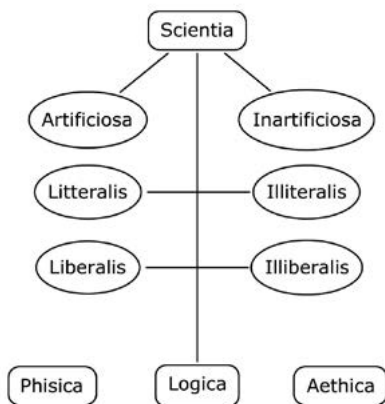 Scientia
Artificiosa Inartificiosa
Litteralis Illiteralis
Liberalis Illiberalis
Phisica Logica Aethica